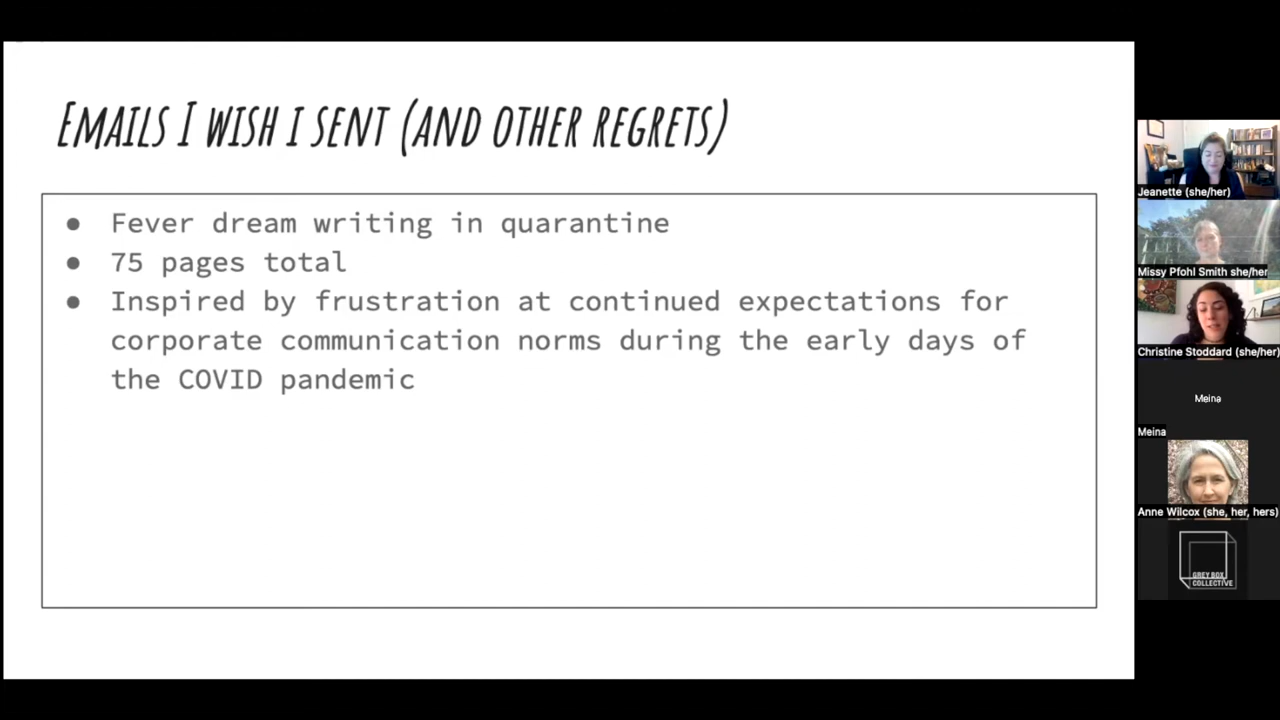 Emails I wish I sent (and other regrets)
● Fever dream writing in quarantine
● 75 pages total
● Inspired by frustration at continued expectations for
corporate communication norms during the early days of
the COVID pandemic
Jeanette (she/her)
Missy Pfohl Smith she/her
Christine Stoddard (she/her)
Meina
Meina
Anne Wilcox (she, her, hers)
GREY BOX
COLLECTIVE